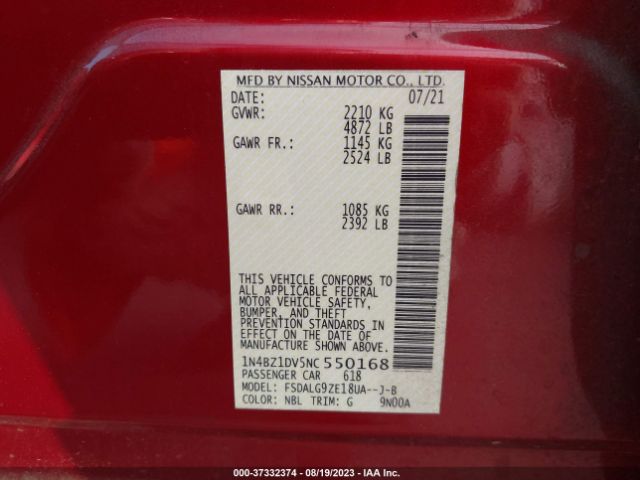 MFD BY NISSAN MOTOR CO., LTD.
DATE: 07/21
GVWR: 2210 KG
4872 LB
GAWR FR.: 1145 KG
2524 LB
GAWR RR.: 1085 KG
2392 LB
THIS VEHICLE CONFORMS TO
ALL APPLICABLE FEDERAL
MOTOR VEHICLE SAFETY,
BUMPER, AND THEFT
PREVENTION STANDARDS IN
EFFECT ON THE DATE OF
MANUFACTURE SHOWN ABOVE.
1N4BZ1DV5NC 550168
PASSENGER CAR 618
MODEL: FSDALG9ZE18UA--J-B
COLOR: NBL TRIM: G 9N00A
000-37332374 / 08/19/2023 - IAA Inc.